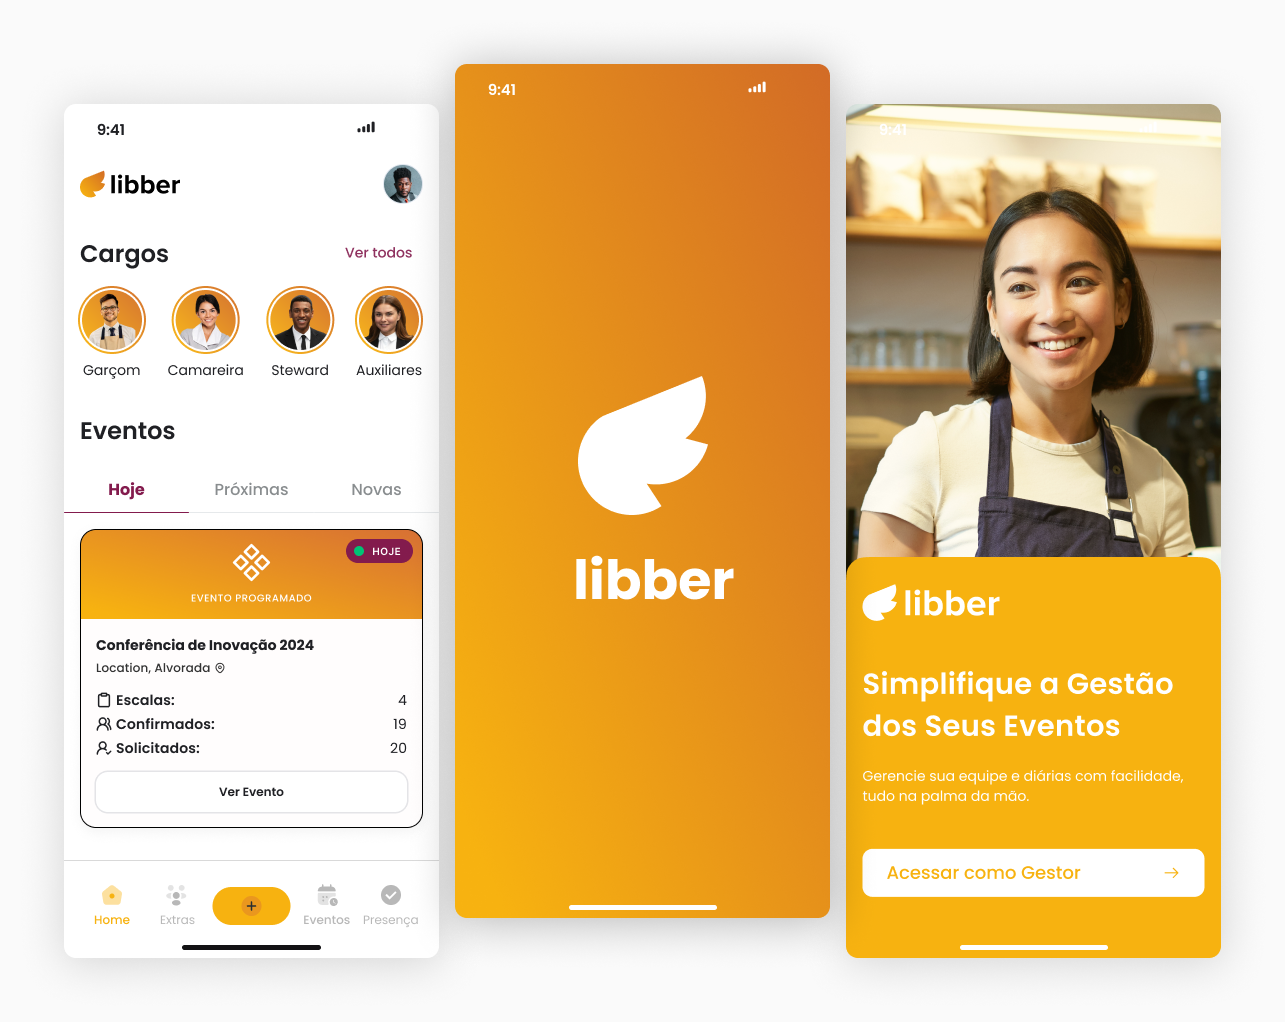 9:41
libber
Cargos
Ver todos
Garçom
Camareira
Steward
Auxiliares
Eventos
Hoje
Próximas
Novas
HOJE
EVENTO PROGRAMADO
Conferência de Inovação 2024
Location, Alvorada
Escalas: 4
Confirmados: 19
Solicitados: 20
Ver Evento
Home
Extras
Eventos
Presença
9:41
libber
9:41
libber
Simplifique a Gestão
dos Seus Eventos
Gerencie sua equipe e diárias com facilidade,
tudo na palma da mão.
Acessar como Gestor